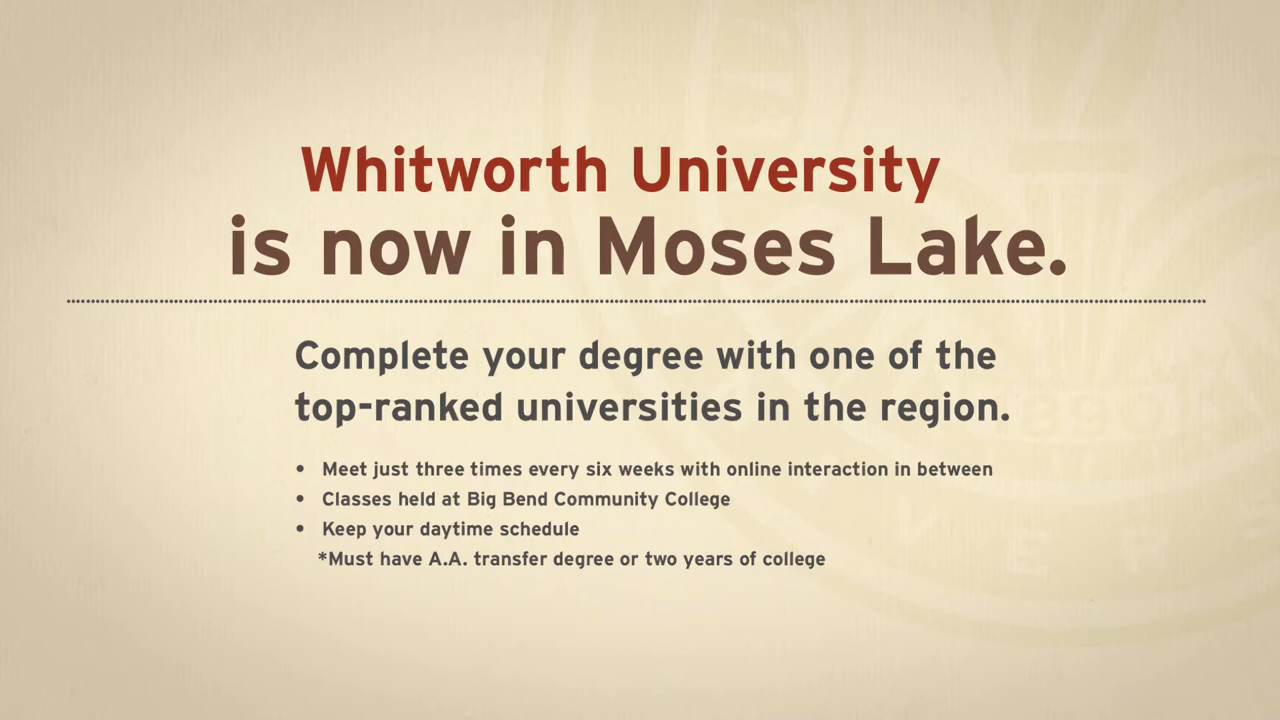 Whitworth University
is now in Moses Lake.
Complete your degree with one of the
top-ranked universities in the region.
• Meet just three times every six weeks with online interaction in between
• Classes held at Big Bend Community College
• Keep your daytime schedule
*Must have A.A. transfer degree or two years of college